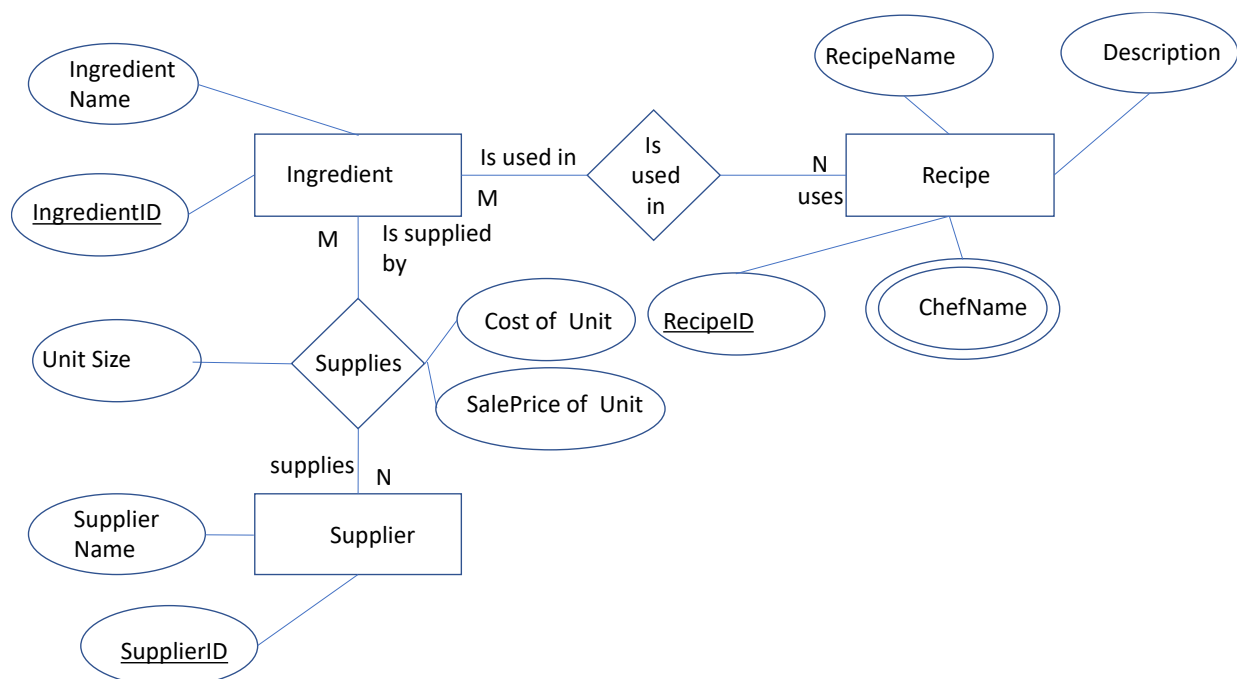 Ingredient
Name
RecipeName
Description
Is used in
Is
used
in
N
Ingredient
Recipe
M
uses
IngredientID
M
Is supplied
by
Cost of  Unit
ChefName
RecipeID
Unit Size
Supplies
SalePrice of  Unit
supplies
N
Supplier
Name
Supplier
SupplierID